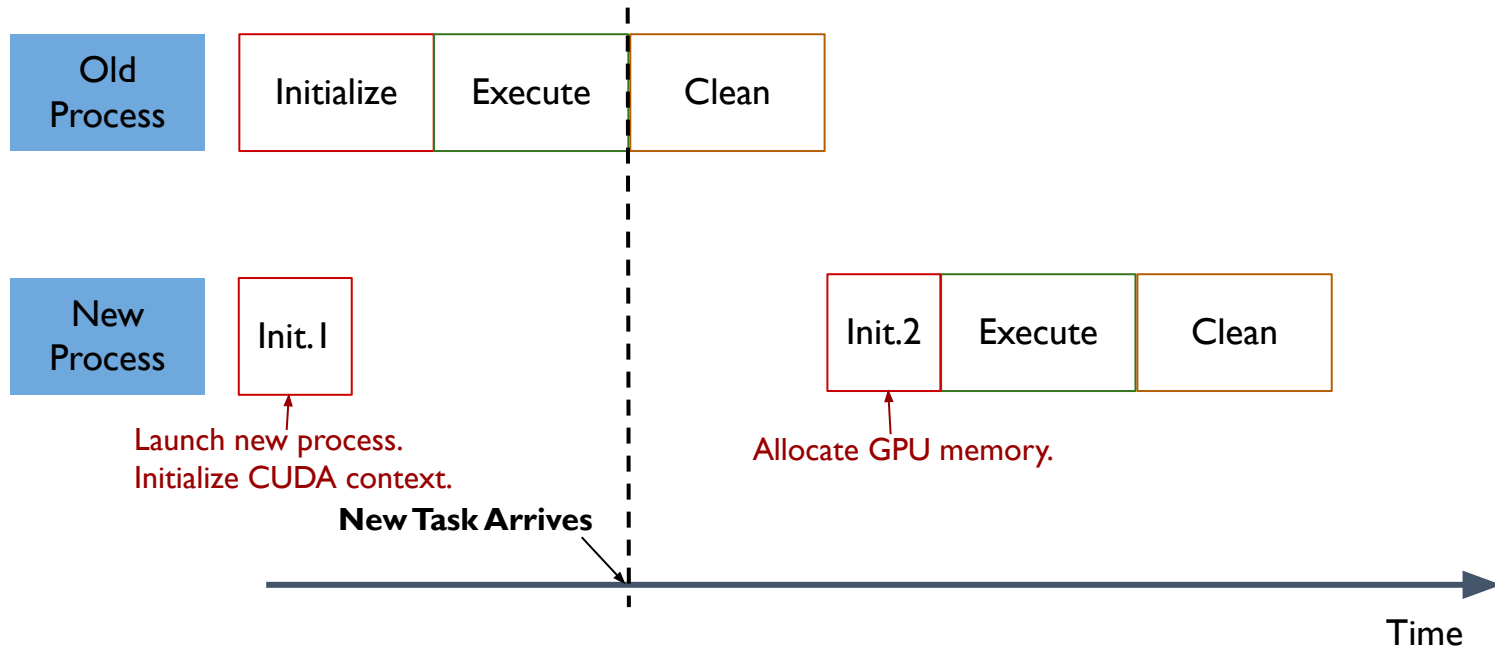 Old
Process
Initialize
Execute
Clean
New
Process
Init.1
Init.2
Execute
Clean
Launch new process.
Initialize CUDA context.
Allocate GPU memory.
New Task Arrives
Time